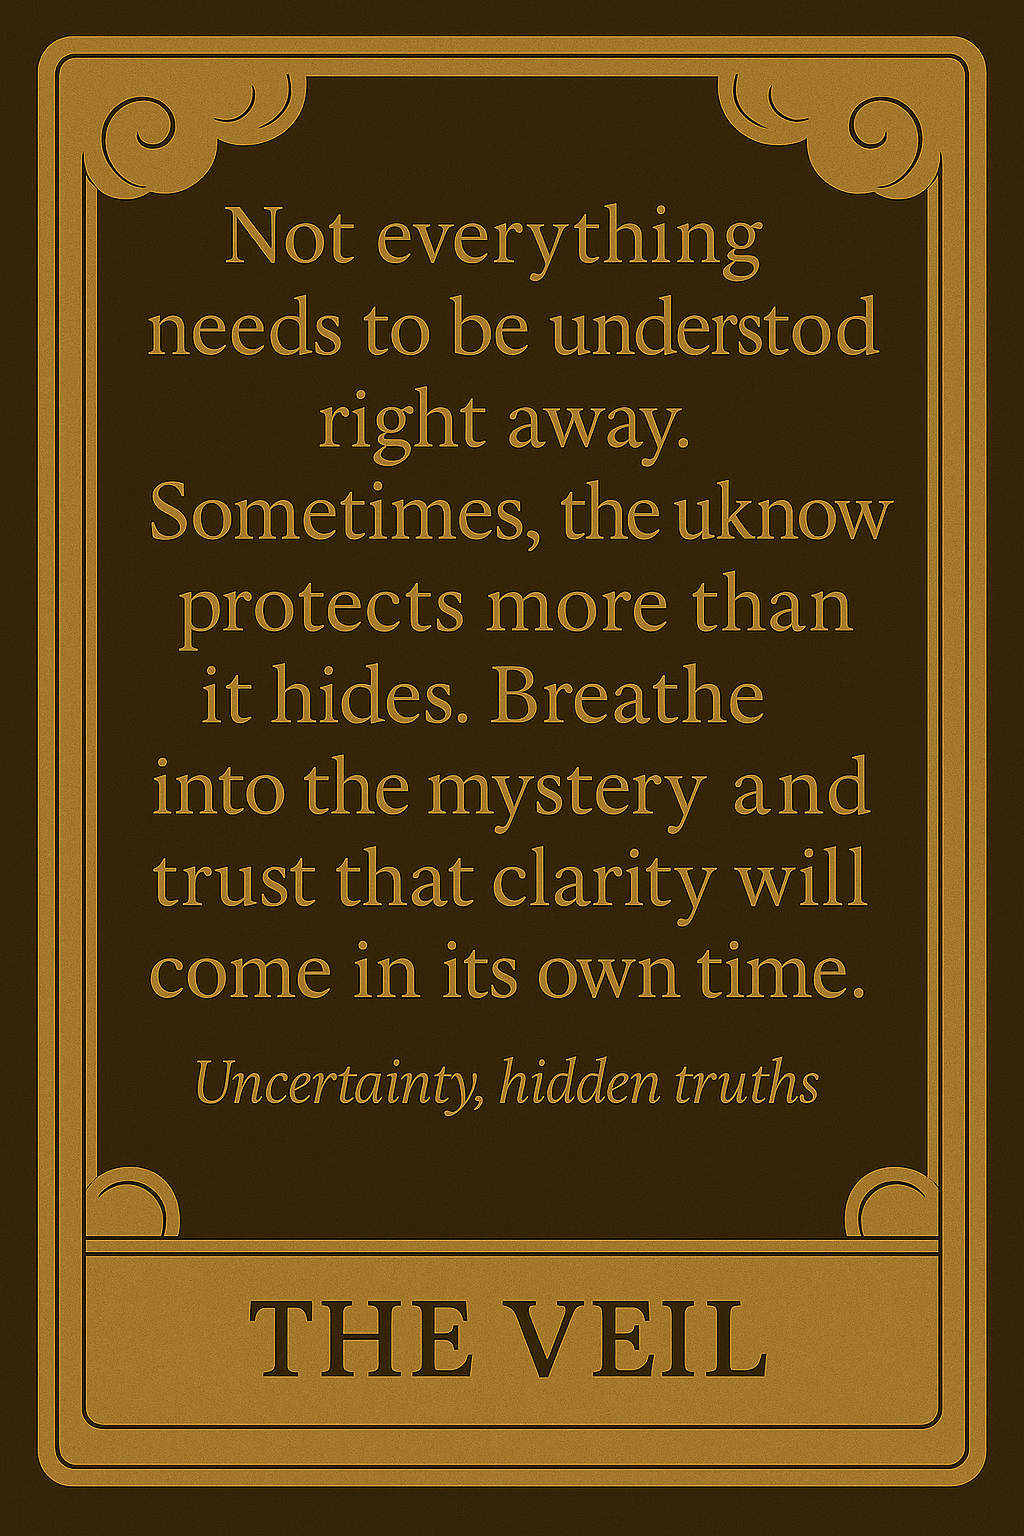 Not everything
needs to be understod
right away.
Sometimes, the uknow
protects more than
it hides. Breathe
into the mystery and
trust that clarity will
come in its own time.
Uncertainty, hidden truths
THE VEIL